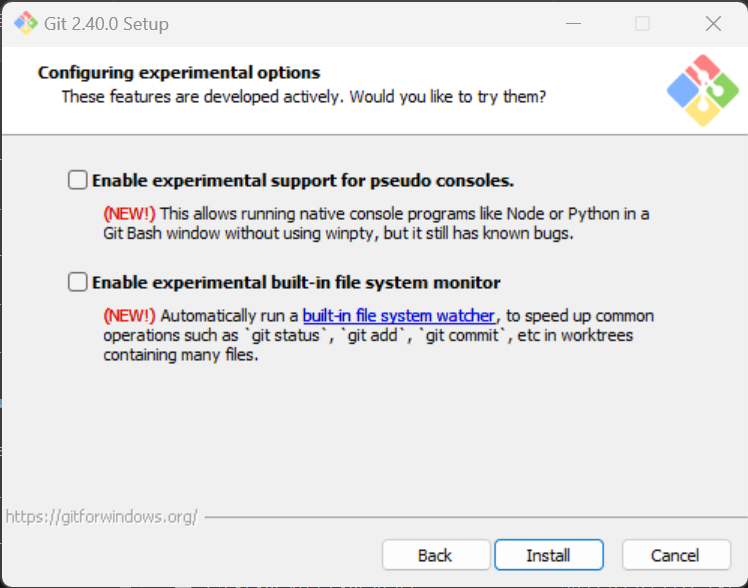 Git 2.40.0 Setup
Configuring experimental options
These features are developed actively. Would you like to try them?
Enable experimental support for pseudo consoles.
(NEW!) This allows running native console programs like Node or Python in a
Git Bash window without using winpty, but it still has known bugs.
Enable experimental built-in file system monitor
(NEW!) Automatically run a built-in file system watcher, to speed up common
operations such as `git status`, `git add`, `git commit`, etc in worktrees
containing many files.
https://gitforwindows.org/
Back Install Cancel